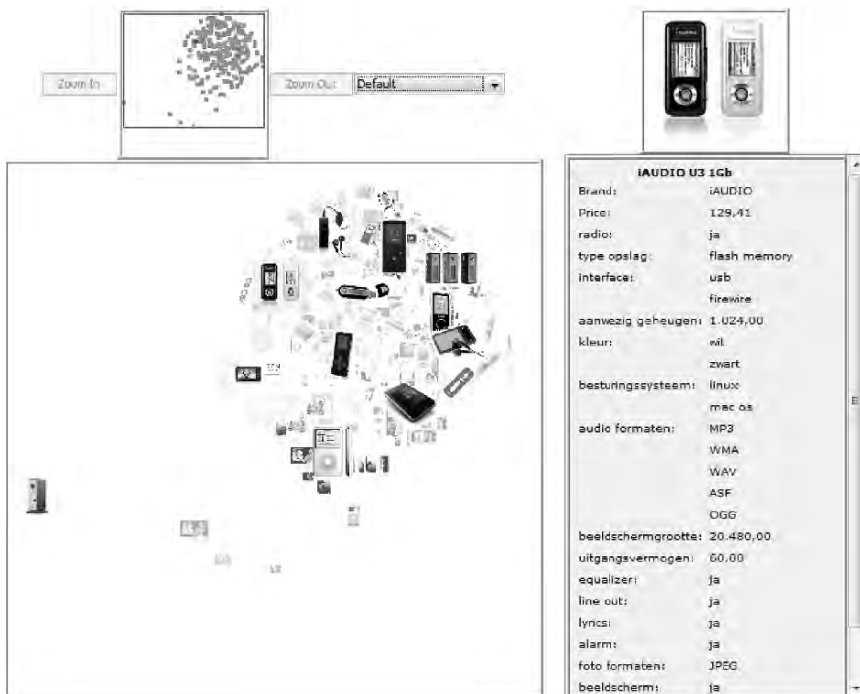 Zoom In
Zoom Out
Default
iAUDIO U3 1Gb
Brand: iAUDIO
Price: 129,41
radio: ja
type opslag: flash memory
interface: usb
firewire
aanwezig geheugen: 1.024,00
kleur: wit
zwart
besturingssysteem: linux
mac os
audio formaten: MP3
WMA
WAV
ASF
OGG
beeldschermgrootte: 20.480,00
uitgangsvermogen: 60,00
equalizer: ja
line out: ja
lyrics: ja
alarm: ja
foto formaten: JPEG
beeldscherm: ja